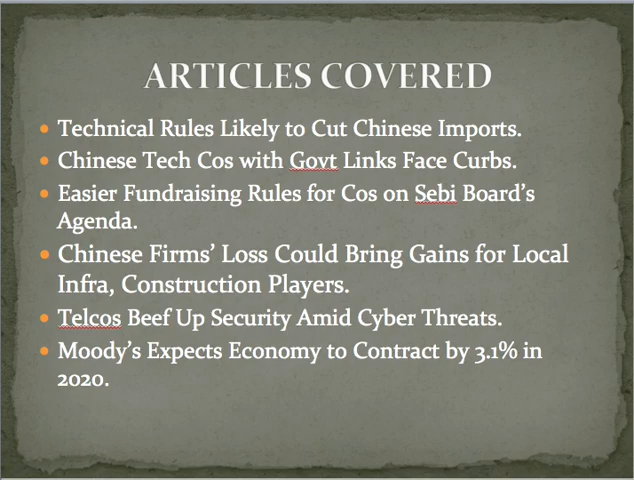 ARTICLES COVERED
• Technical Rules Likely to Cut Chinese Imports.
• Chinese Tech Cos with Govt Links Face Curbs.
• Easier Fundraising Rules for Cos on Sebi Board’s
Agenda.
• Chinese Firms’ Loss Could Bring Gains for Local
Infra, Construction Players.
• Telcos Beef Up Security Amid Cyber Threats.
• Moody’s Expects Economy to Contract by 3.1% in
2020.